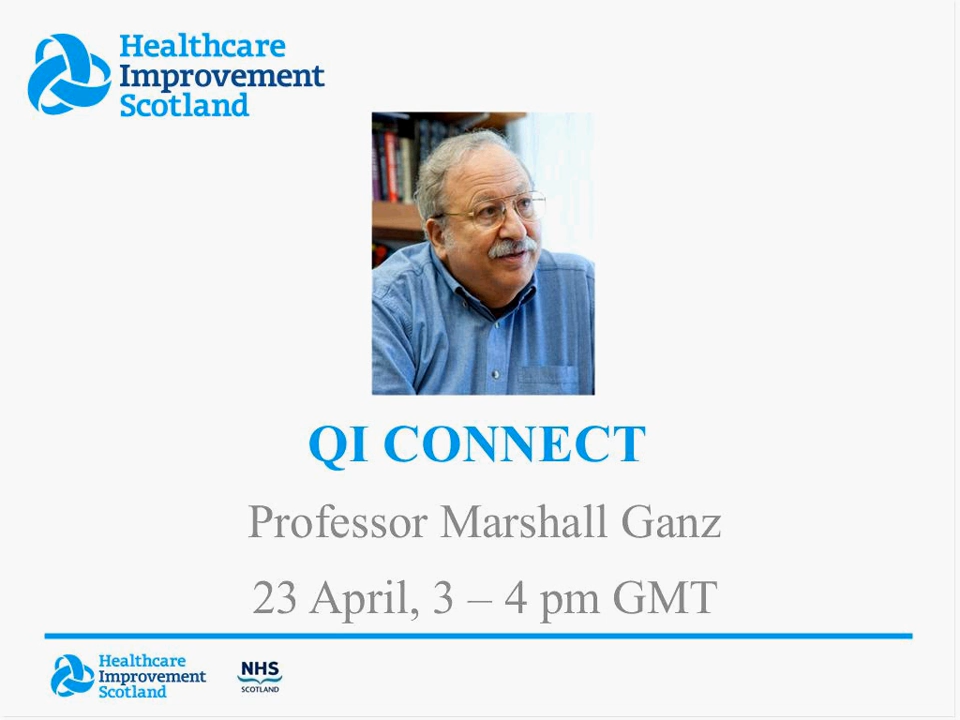 Healthcare
Improvement
Scotland
QI CONNECT
Professor Marshall Ganz
23 April, 3 – 4 pm GMT
Healthcare
Improvement
Scotland
NHS
SCOTLAND